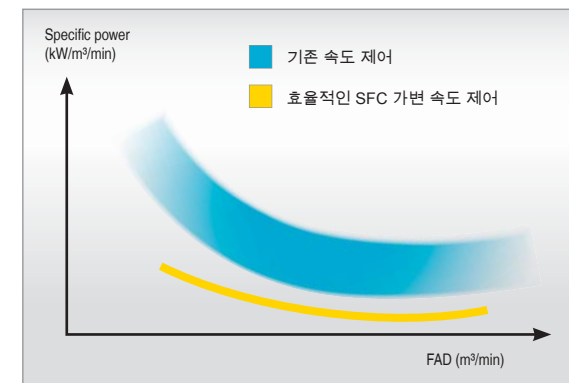 Specific power
(kW/m³/min)
기존 속도 제어
효율적인 SFC 가변 속도 제어
FAD (m³/min)